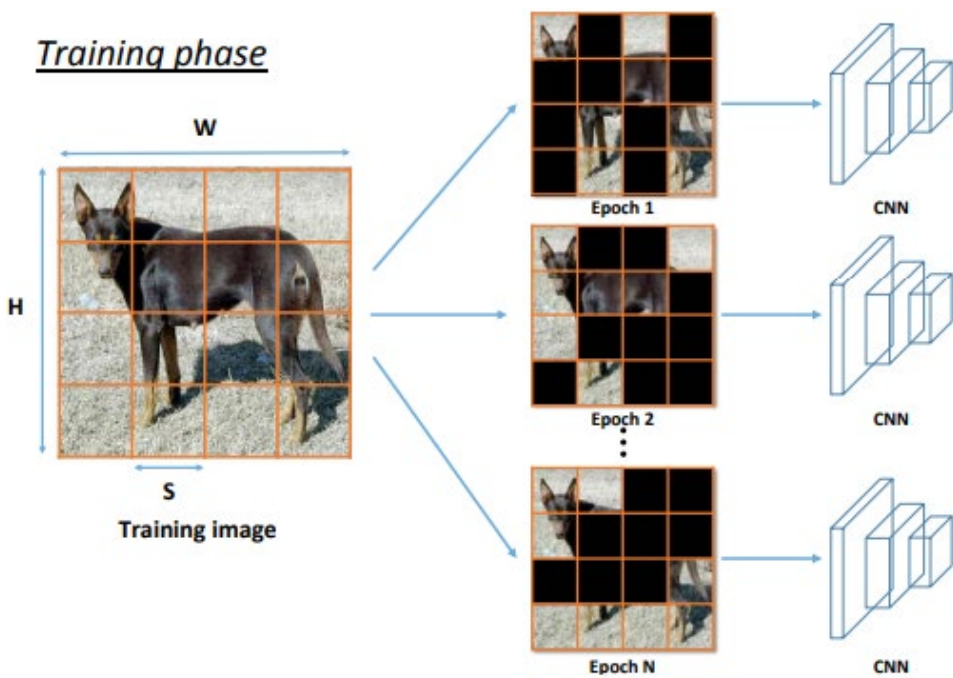 Training phase
W
H
S
Training image
Epoch 1
CNN
Epoch 2
CNN
Epoch N
CNN